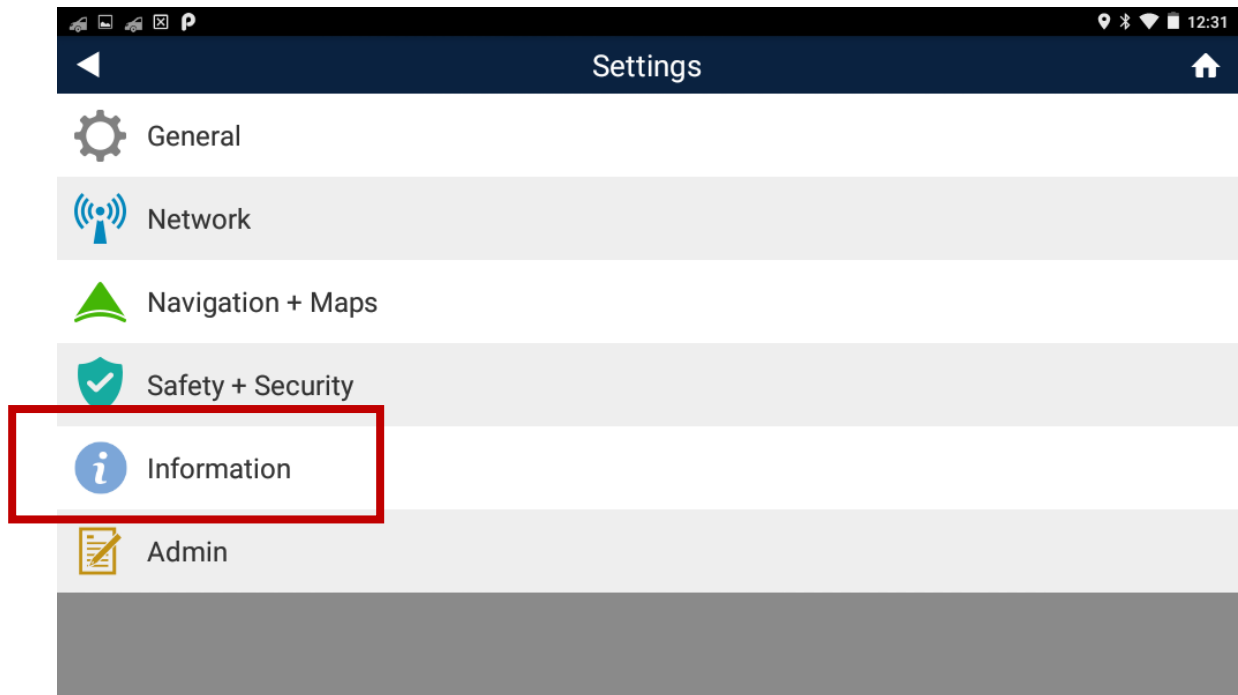 12:31
Settings
General
Network
Navigation + Maps
Safety + Security
Information
Admin